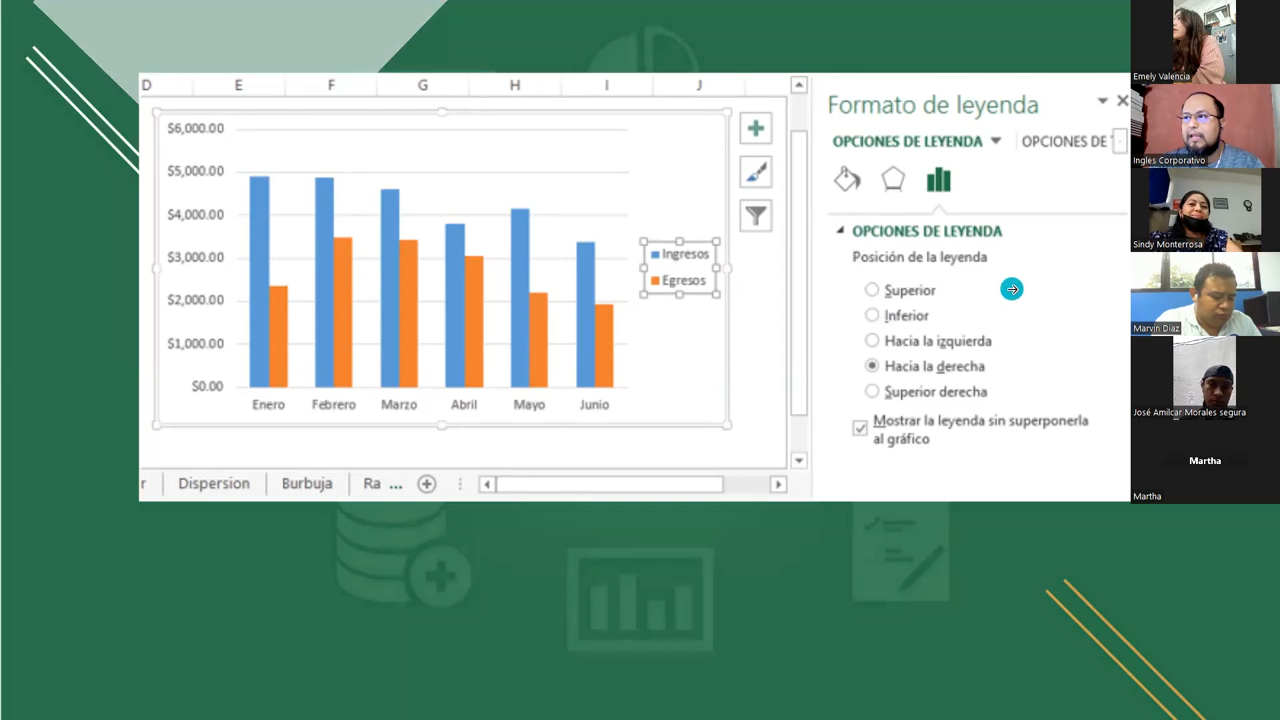 D E F G H I J
$6,000.00
$5,000.00
$4,000.00
$3,000.00
$2,000.00
$1,000.00
$0.00
Enero Febrero Marzo Abril Mayo Junio
Ingresos
Egresos
r Dispersion Burbuja Ra ...
Formato de leyenda
OPCIONES DE LEYENDA OPCIONES DE
OPCIONES DE LEYENDA
Posición de la leyenda
Superior
Inferior
Hacia la izquierda
Hacia la derecha
Superior derecha
Mostrar la leyenda sin superponerla
al gráfico
Emely Valencia
Ingles Corporativo
Sindy Monterrosa
Marvin Diaz
José Amilcar Morales segura
Martha
Martha